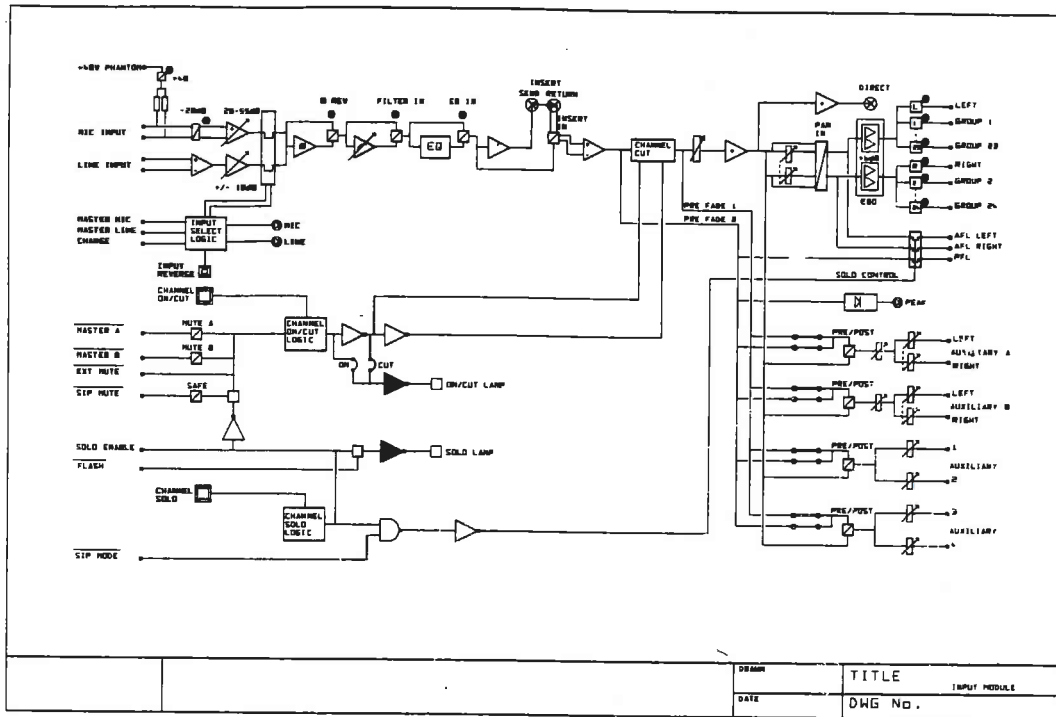 +48V PHANTOM
+48
-20dB
20-55dB
MIC INPUT
LINE INPUT
+/- 10dB
Ø REV
FILTER IN
EQ IN
EQ
INSERT
SEND RETURN
INSERT
IN
CHANNEL
CUT
DIRECT
PAN
IN
LEFT
GROUP 1
GROUP 23
RIGHT
GROUP 2
GROUP 24
L
1
R
2
AFL LEFT
AFL RIGHT
PFL
SOLO CONTROL
PRE FADE 1
PRE FADE 2
PEAK
MASTER MIC
MASTER LINE
CHANGE
INPUT
SELECT
LOGIC
MIC
LINE
INPUT
REVERSE
CHANNEL
ON/CUT
MASTER A
MUTE A
MASTER B
MUTE B
EXT MUTE
SIP MUTE
SAFE
CHANNEL
ON/CUT
LOGIC
ON
CUT
ON/CUT LAMP
SOLO ENABLE
FLASH
SOLO LAMP
CHANNEL
SOLO
CHANNEL
SOLO
LOGIC
SIP MODE
PRE/POST
LEFT
AUXILIARY A
RIGHT
PRE/POST
LEFT
AUXILIARY B
RIGHT
PRE/POST
1
AUXILIARY
2
PRE/POST
3
AUXILIARY
4
DRAWN
TITLE
INPUT MODULE
DATE
DWG No.